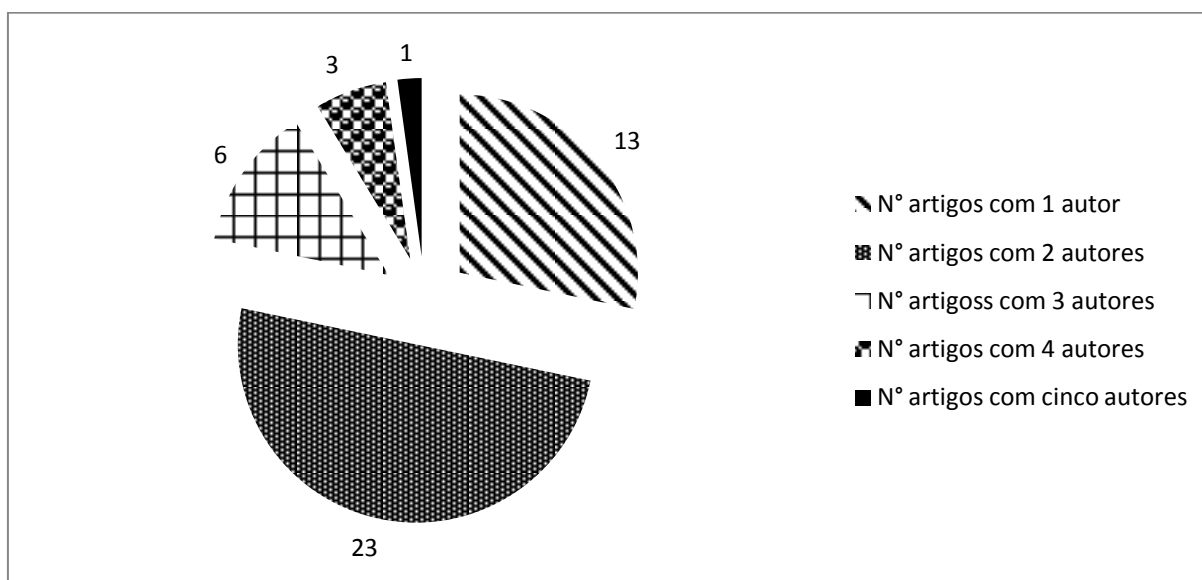 1
3
13
6
23
N° artigos com 1 autor
N° artigos com 2 autores
N° artigoss com 3 autores
N° artigos com 4 autores
N° artigos com cinco autores